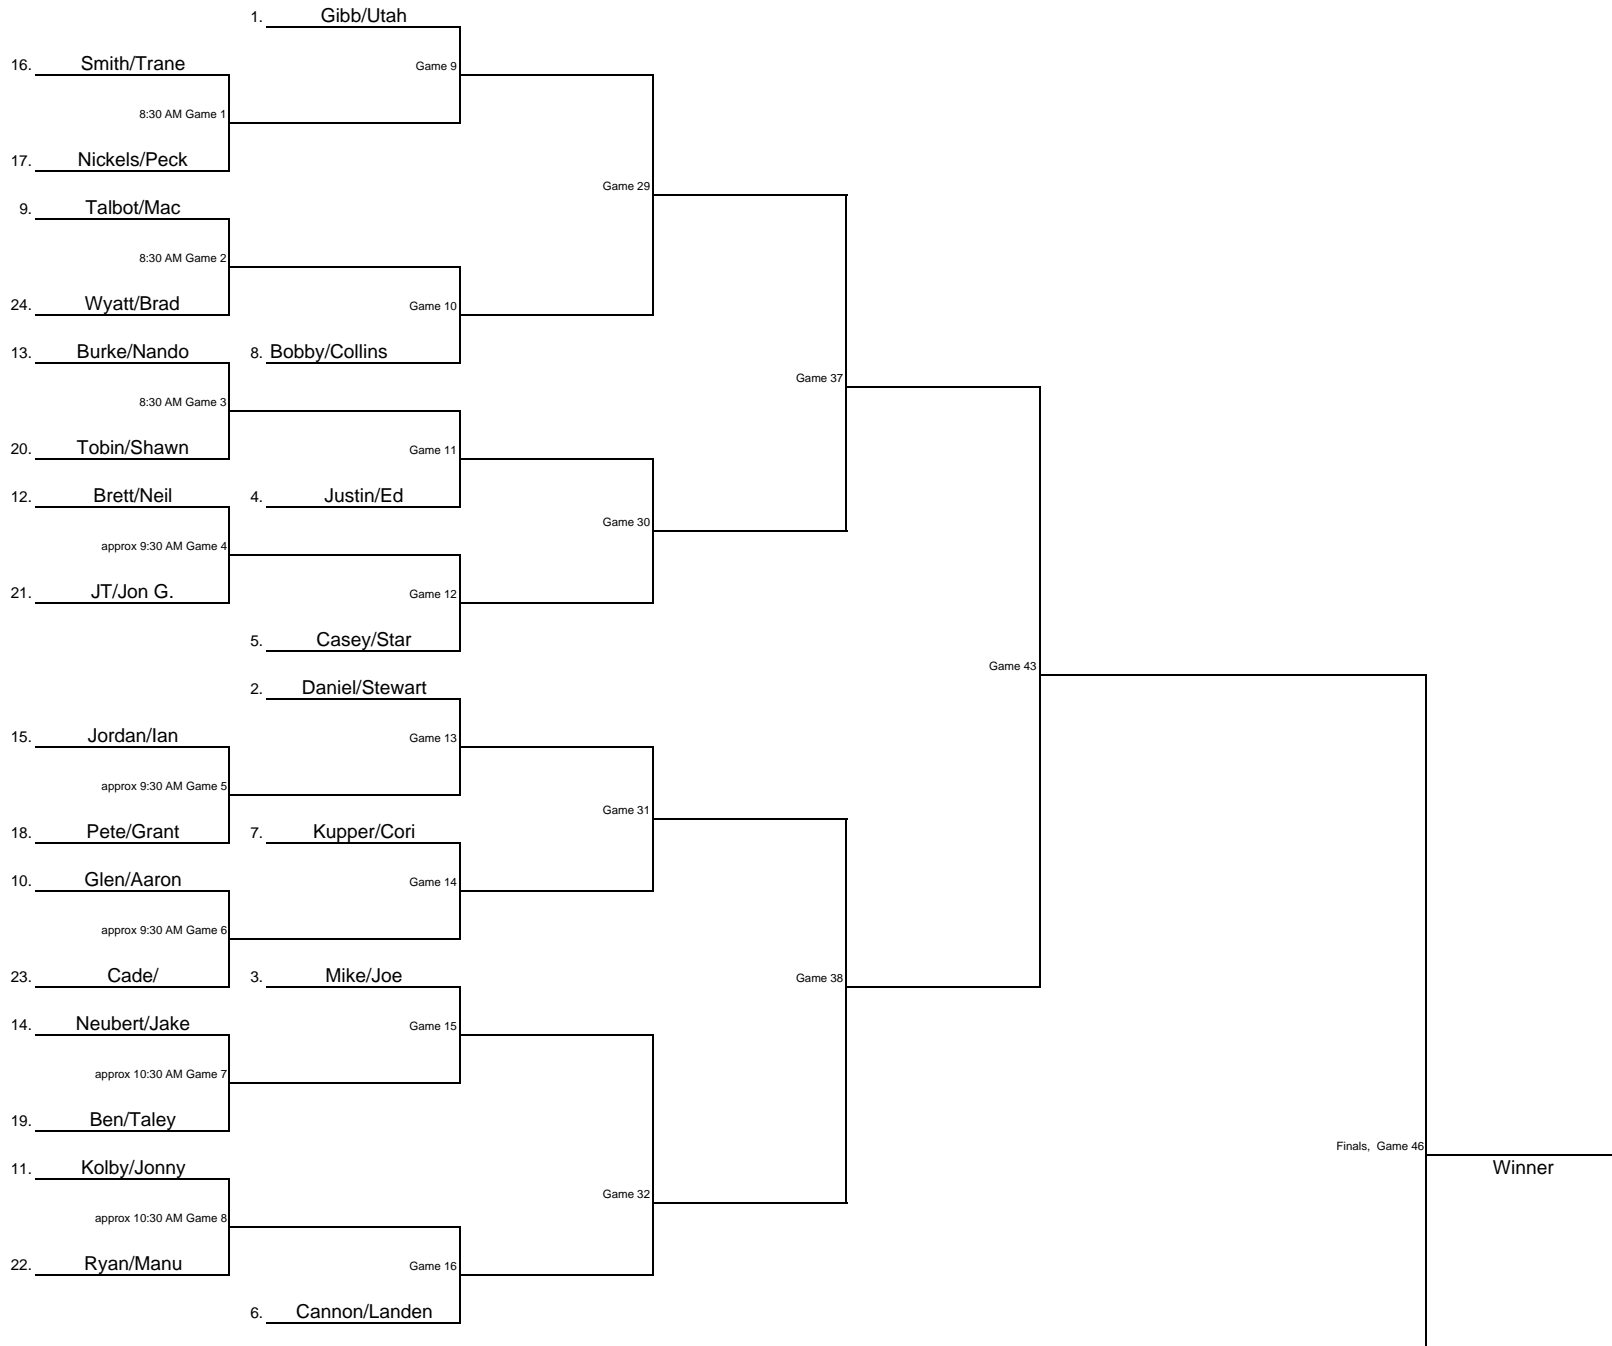 1. Gibb/Utah
16. Smith/Trane
Game 9
8:30 AM Game 1
17. Nickels/Peck
Game 29
9. Talbot/Mac
8:30 AM Game 2
24. Wyatt/Brad
Game 10
13. Burke/Nando
8. Bobby/Collins
Game 37
8:30 AM Game 3
20. Tobin/Shawn
Game 11
12. Brett/Neil
4. Justin/Ed
Game 30
approx 9:30 AM Game 4
21. JT/Jon G.
Game 12
5. Casey/Star
Game 43
2. Daniel/Stewart
15. Jordan/Ian
Game 13
approx 9:30 AM Game 5
Game 31
18. Pete/Grant
7. Kupper/Cori
10. Glen/Aaron
Game 14
approx 9:30 AM Game 6
23. Cade/
3. Mike/Joe
Game 38
14. Neubert/Jake
Game 15
approx 10:30 AM Game 7
19. Ben/Taley
Finals, Game 46
Winner
11. Kolby/Jonny
Game 32
approx 10:30 AM Game 8
22. Ryan/Manu
Game 16
6. Cannon/Landen